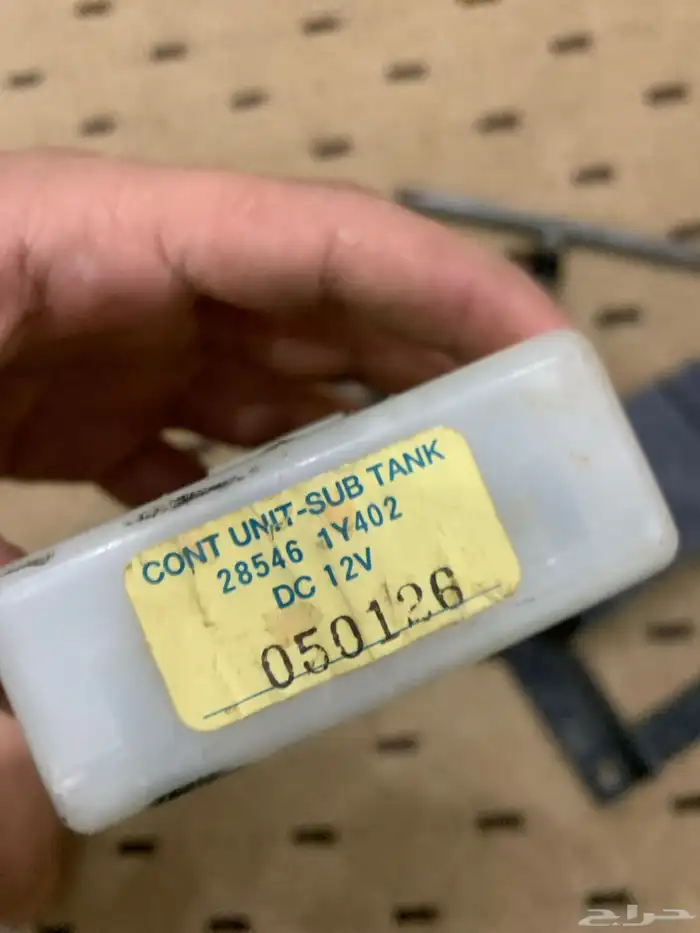 CONT UNIT-SUB TANK
28546 1Y402
DC 12V
050126
حراج